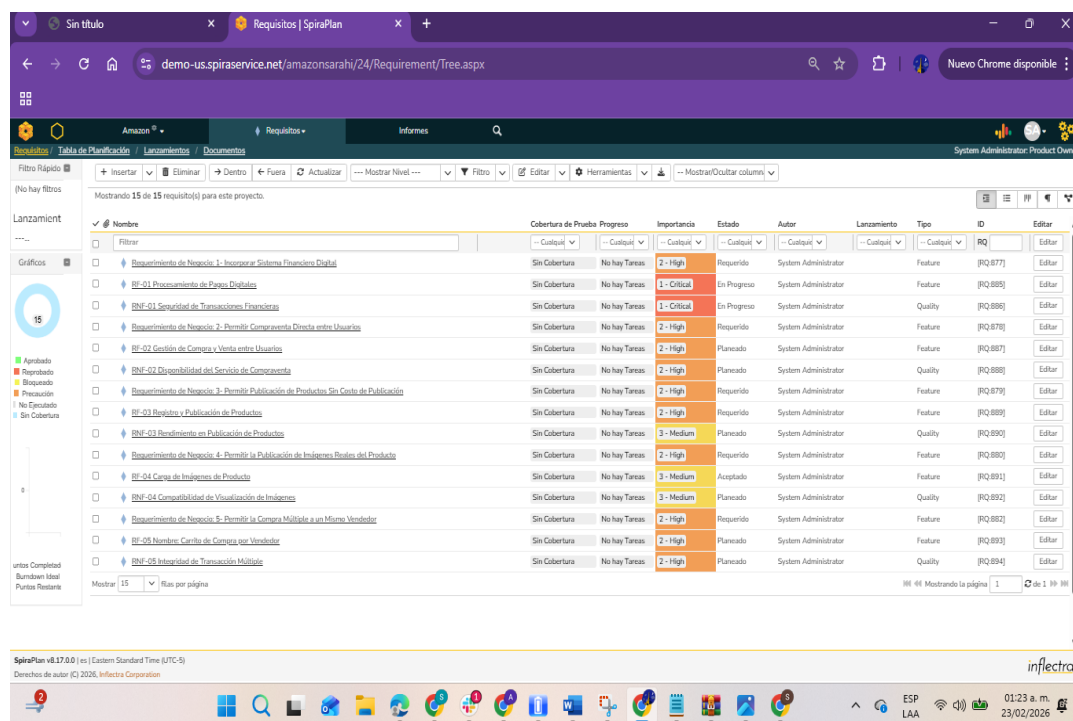 Sin título
Requisitos | SpiraPlan
demo-us.spiraservice.net/amazonsarahi/24/Requirement/Tree.aspx
Nuevo Chrome disponible
Amazon
Requisitos
Informes
SA
Requisitos / Tabla de Planificación / Lanzamientos / Documentos
System Administrator: Product Own
Filtro Rápido
+ Insertar Eliminar Dentro Fuera Actualizar --- Mostrar Nivel --- Filtro Editar Herramientas -- Mostrar/Ocultar column
(No hay filtros
Mostrando 15 de 15 requisito(s) para este proyecto.
Lanzamient
---..
Nombre Cobertura de Prueba Progreso Importancia Estado Autor Lanzamiento Tipo ID Editar
Filtrar -- Cualqui -- Cualqui -- Cualqui -- Cualqui -- Cualqui -- Cualqui -- Cualqui RQ Editar
Gráficos
Requerimiento de Negocio: 1- Incorporar Sistema Financiero Digital Sin Cobertura No hay Tareas 2 - High Requerido System Administrator Feature [RQ:877] Editar
RF-01 Procesamiento de Pagos Digitales Sin Cobertura No hay Tareas 1 - Critical En Progreso System Administrator Feature [RQ:885] Editar
RNF-01 Seguridad de Transacciones Financieras Sin Cobertura No hay Tareas 1 - Critical En Progreso System Administrator Quality [RQ:886] Editar
15
Requerimiento de Negocio: 2- Permitir Compraventa Directa entre Usuarios Sin Cobertura No hay Tareas 2 - High Requerido System Administrator Feature [RQ:878] Editar
RF-02 Gestión de Compra y Venta entre Usuarios Sin Cobertura No hay Tareas 2 - High Planeado System Administrator Feature [RQ:887] Editar
RNF-02 Disponibilidad del Servicio de Compraventa Sin Cobertura No hay Tareas 2 - High Planeado System Administrator Quality [RQ:888] Editar
Requerimiento de Negocio: 3- Permitir Publicación de Productos Sin Costo de Publicación Sin Cobertura No hay Tareas 2 - High Requerido System Administrator Feature [RQ:879] Editar
RF-03 Registro y Publicación de Productos Sin Cobertura No hay Tareas 2 - High Requerido System Administrator Feature [RQ:889] Editar
RNF-03 Rendimiento en Publicación de Productos Sin Cobertura No hay Tareas 3 - Medium Planeado System Administrator Quality [RQ:890] Editar
Requerimiento de Negocio: 4- Permitir la Publicación de Imágenes Reales del Producto Sin Cobertura No hay Tareas 2 - High Requerido System Administrator Feature [RQ:880] Editar
RF-04 Carga de Imágenes de Producto Sin Cobertura No hay Tareas 3 - Medium Aceptado System Administrator Feature [RQ:891] Editar
RNF-04 Compatibilidad de Visualización de Imágenes Sin Cobertura No hay Tareas 3 - Medium Planeado System Administrator Quality [RQ:892] Editar
Requerimiento de Negocio: 5- Permitir la Compra Múltiple a un Mismo Vendedor Sin Cobertura No hay Tareas 2 - High Requerido System Administrator Feature [RQ:882] Editar
RF-05 Nombre: Carrito de Compra por Vendedor Sin Cobertura No hay Tareas 2 - High Planeado System Administrator Feature [RQ:893] Editar
RNF-05 Integridad de Transacción Múltiple Sin Cobertura No hay Tareas 2 - High Planeado System Administrator Quality [RQ:894] Editar
Aprobado
Reprobado
Bloqueado
Precaución
No Ejecutado
Sin Cobertura
0
untos Completad
Burndown Ideal
Puntos Restante
Mostrar 15 filas por página
Mostrando la página 1 de 1
SpiraPlan v8.17.0.0 | es | Eastern Standard Time (UTC-5)
Derechos de autor (C) 2026, Inflectra Corporation
inflectra
2
ESP
LAA
01:23 a. m.
23/02/2026